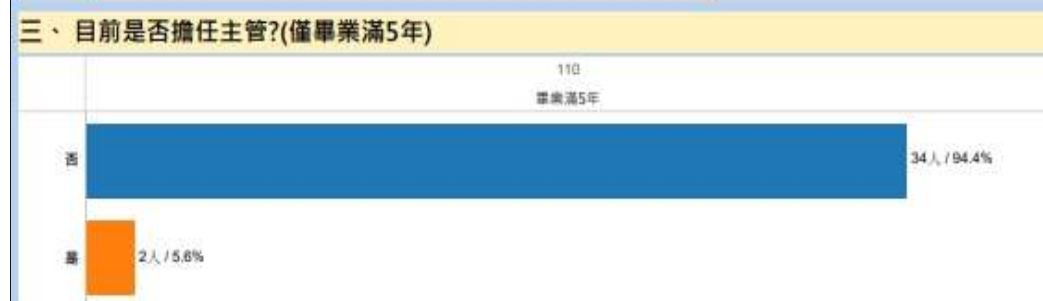 三、 目前是否擔任主管?(僅畢業滿5年)
110
畢業滿5年
否
34人 / 94.4%
是
2人 / 5.6%